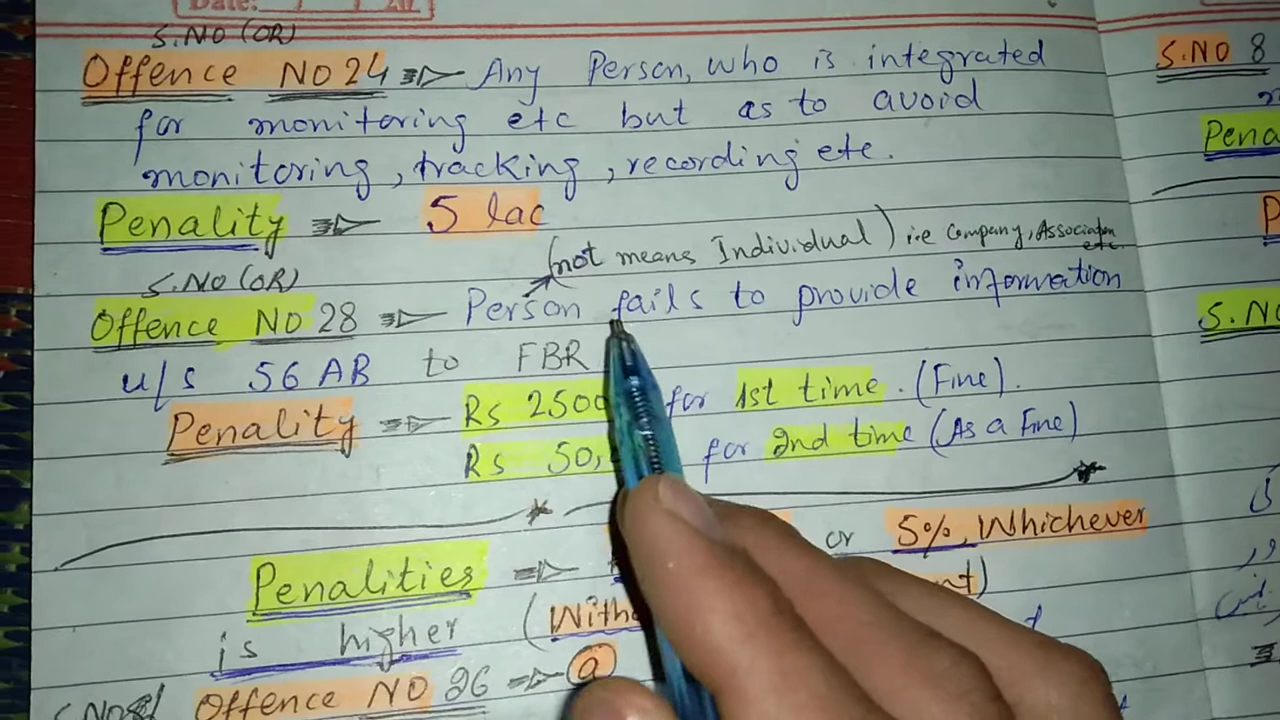 Date: / / 20
S.NO (OR)
Offence NO 24 ⇒ Any Person, who is integrated
for monitoring etc but as to avoid
monitoring, tracking, recording etc.
Penality ⇒ 5 lac
(not means Individual) i.e Company, Association etc.
S.NO (OR)
Offence NO 28 ⇒ Person fails to provide information
u/s 56 AB to FBR
Penality ⇒ Rs 2500 for 1st time. (Fine).
Rs 50, for 2nd time (As a Fine)
Penalities ⇒ or 5%, Whichever
is higher
Offence NO 26 ⇒ a
S.NO 8